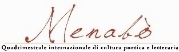 Menabò
Quadrimestrale internazionale di cultura poetica e letteraria